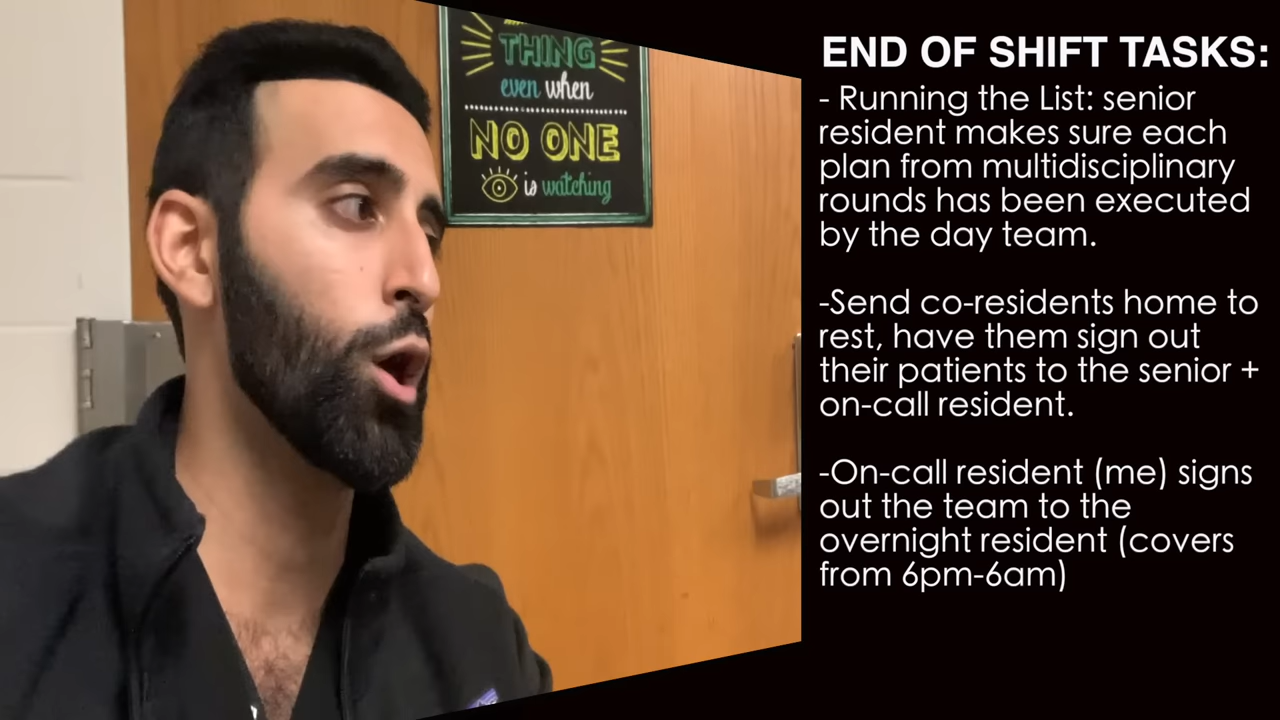 THING
even when
NO ONE
is watching
END OF SHIFT TASKS:
- Running the List: senior
resident makes sure each
plan from multidisciplinary
rounds has been executed
by the day team.
-Send co-residents home to
rest, have them sign out
their patients to the senior +
on-call resident.
-On-call resident (me) signs
out the team to the
overnight resident (covers
from 6pm-6am)